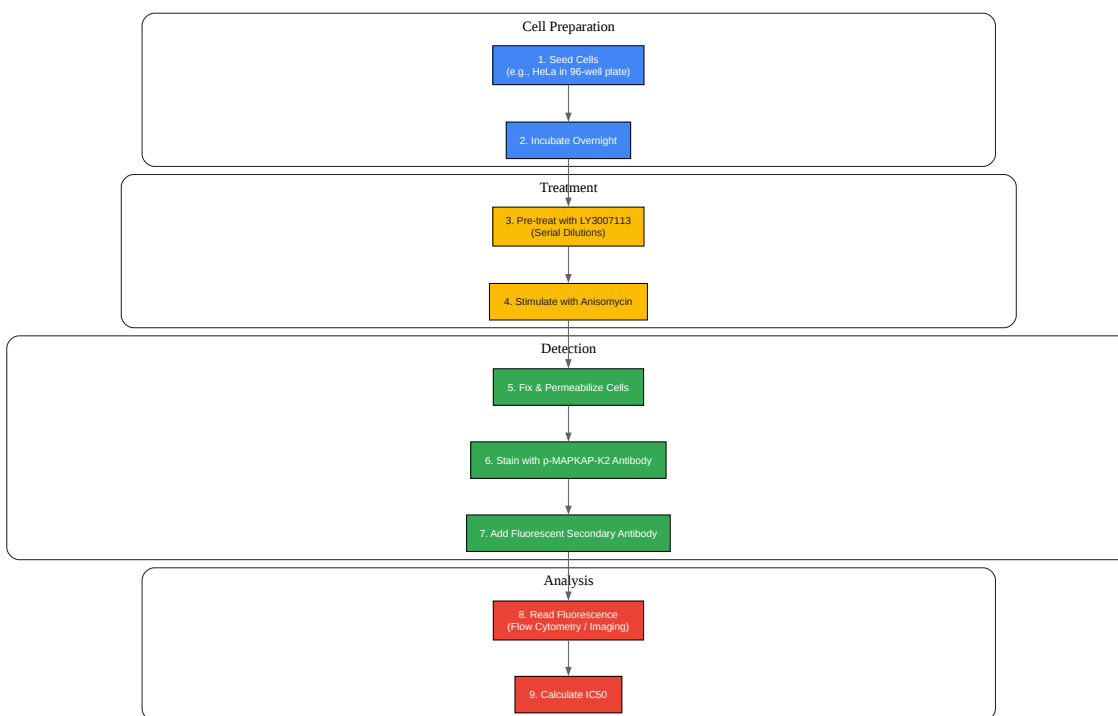 Cell Preparation
1. Seed Cells
(e.g., HeLa in 96-well plate)
2. Incubate Overnight
Treatment
3. Pre-treat with LY3007113
(Serial Dilutions)
4. Stimulate with Anisomycin
Detection
5. Fix & Permeabilize Cells
6. Stain with p-MAPKAP-K2 Antibody
7. Add Fluorescent Secondary Antibody
Analysis
8. Read Fluorescence
(Flow Cytometry / Imaging)
9. Calculate IC50